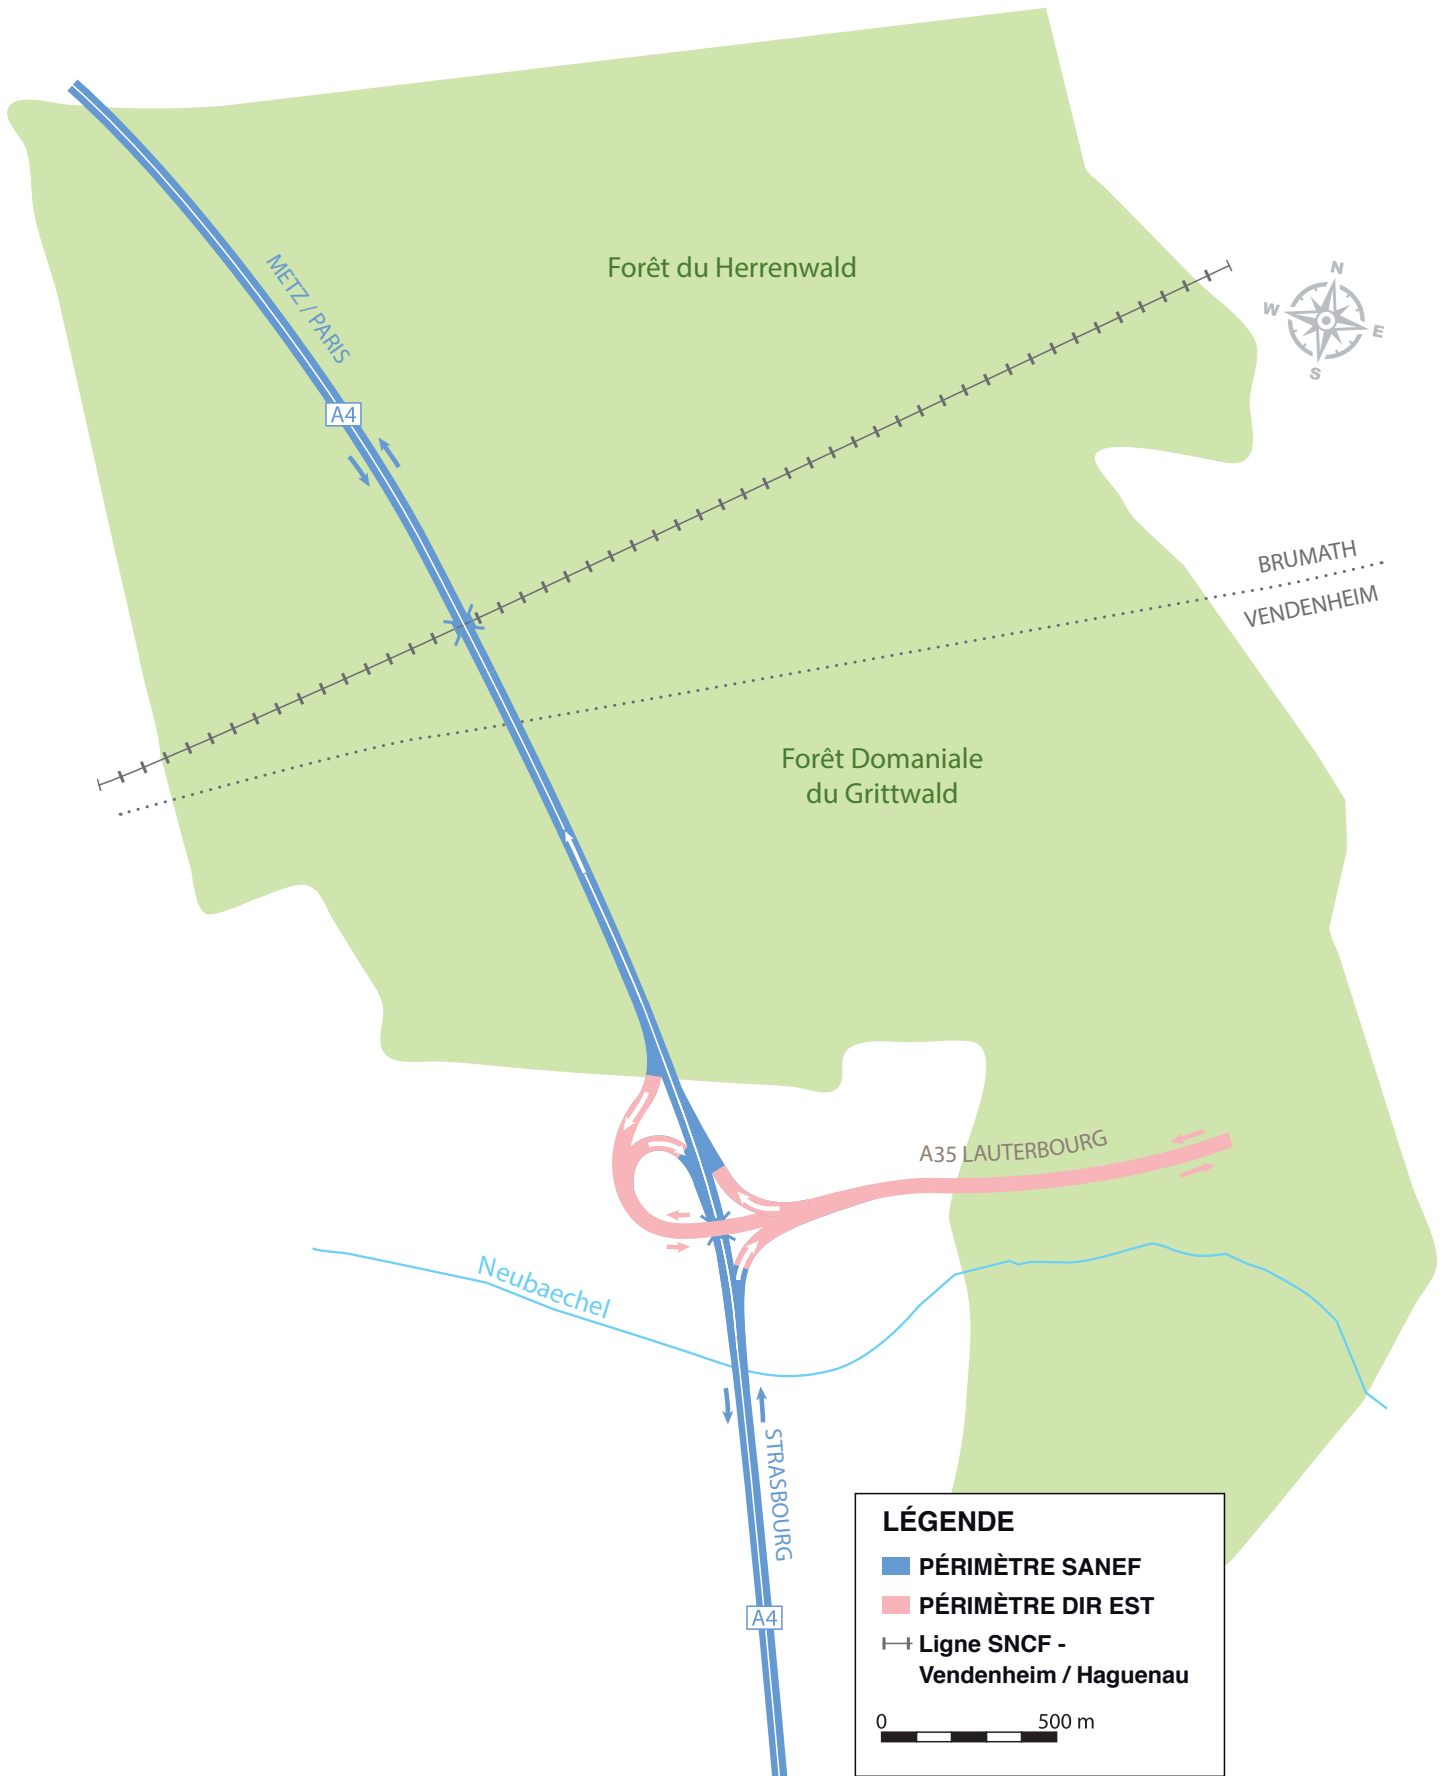 Forêt du Herrenwald
METZ / PARIS
N
W
E
S
A4
BRUMATH
VENDENHEIM
Forêt Domaniale
du Grittwald
A35 LAUTERBOURG
Neubaechel
STRASBOURG
A4
LÉGENDE
PÉRIMÈTRE SANEF
PÉRIMÈTRE DIR EST
Ligne SNCF -
Vendenheim / Haguenau
0 500 m